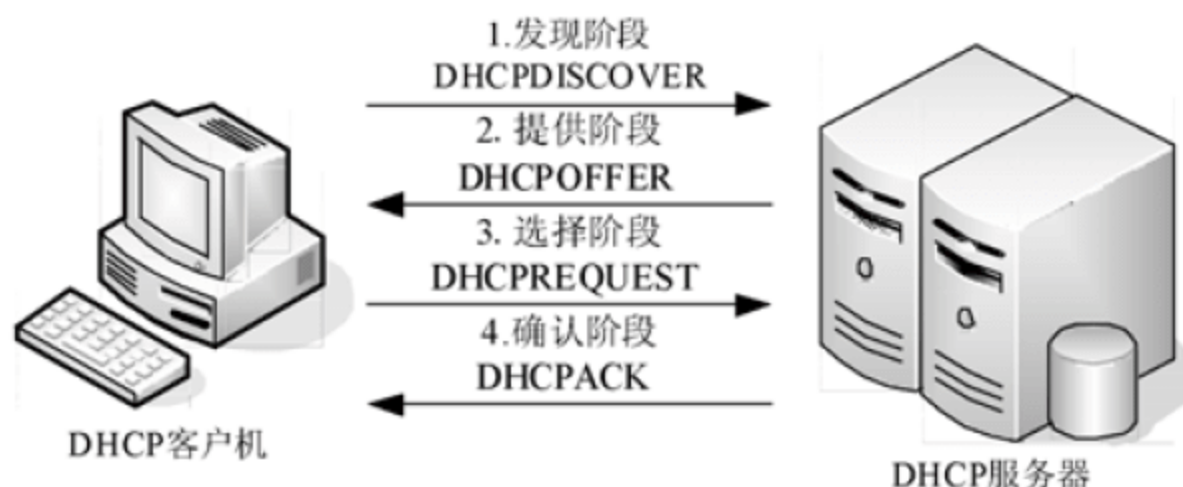 1.发现阶段
DHCPDISCOVER
2. 提供阶段
DHCPOFFER
3. 选择阶段
DHCPREQUEST
4.确认阶段
DHCPACK
DHCP客户机
DHCP服务器